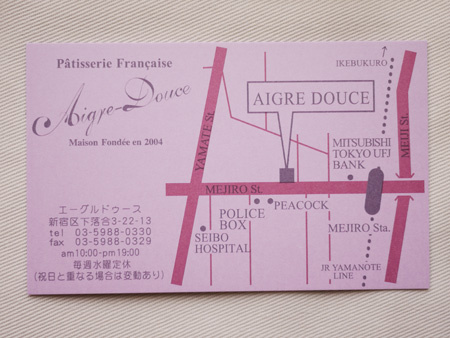 Pâtisserie Française
Aigre-Douce
Maison Fondée en 2004
エーグルドゥース
新宿区下落合3-22-13
tel 03-5988-0330
fax 03-5988-0329
am10:00-pm19:00
毎週水曜定休
(祝日と重なる場合は変動あり)
IKEBUKURO
AIGRE DOUCE
YAMATE St.
MEIJI St.
MITSUBISHI
TOKYO UFJ
BANK
MEJIRO St.
PEACOCK
POLICE
BOX
SEIBO
HOSPITAL
MEJIRO Sta.
JR YAMANOTE
LINE